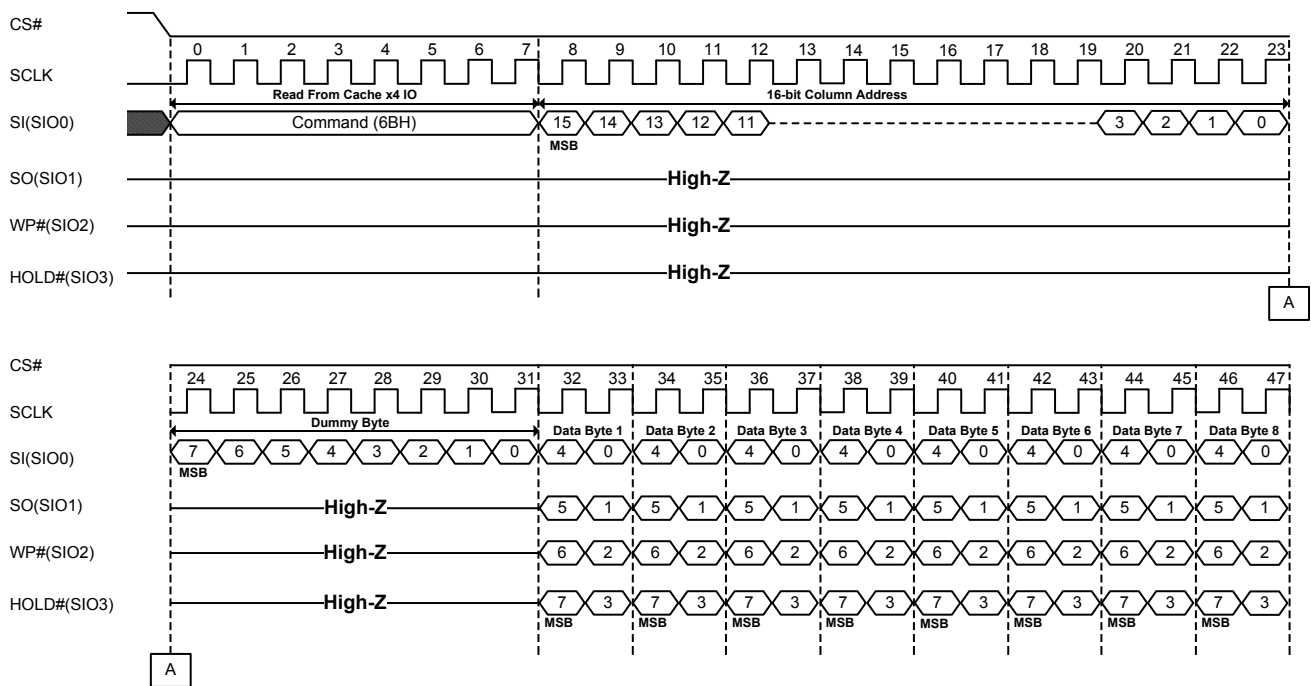 CS#
0 1 2 3 4 5 6 7 8 9 10 11 12 13 14 15 16 17 18 19 20 21 22 23
SCLK
Read From Cache x4 IO 16-bit Column Address
SI(SIO0) Command (6BH) 15 14 13 12 11 3 2 1 0
MSB
SO(SIO1) High-Z
WP#(SIO2) High-Z
HOLD#(SIO3) High-Z
A
CS#
24 25 26 27 28 29 30 31 32 33 34 35 36 37 38 39 40 41 42 43 44 45 46 47
SCLK
Dummy Byte Data Byte 1 Data Byte 2 Data Byte 3 Data Byte 4 Data Byte 5 Data Byte 6 Data Byte 7 Data Byte 8
SI(SIO0) 7 6 5 4 3 2 1 0 4 0 4 0 4 0 4 0 4 0 4 0 4 0 4 0
MSB
SO(SIO1) High-Z 5 1 5 1 5 1 5 1 5 1 5 1 5 1 5 1
WP#(SIO2) High-Z 6 2 6 2 6 2 6 2 6 2 6 2 6 2 6 2
HOLD#(SIO3) High-Z 7 3 7 3 7 3 7 3 7 3 7 3 7 3 7 3
MSB MSB MSB MSB MSB MSB MSB MSB
A